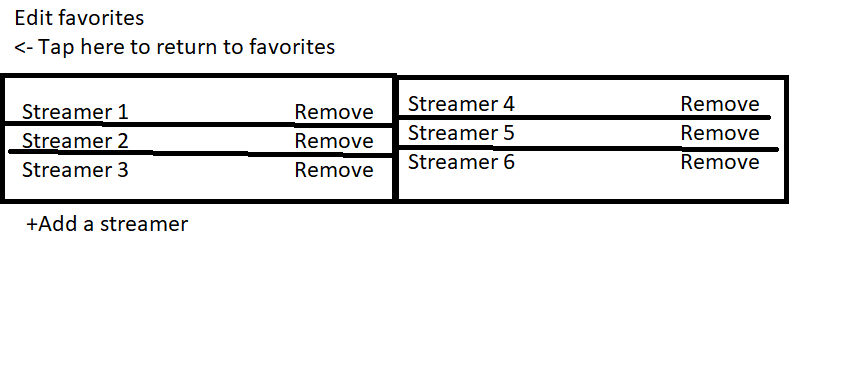 Edit favorites
<- Tap here to return to favorites
Streamer 1 Remove
Streamer 2 Remove
Streamer 3 Remove
Streamer 4 Remove
Streamer 5 Remove
Streamer 6 Remove
+Add a streamer